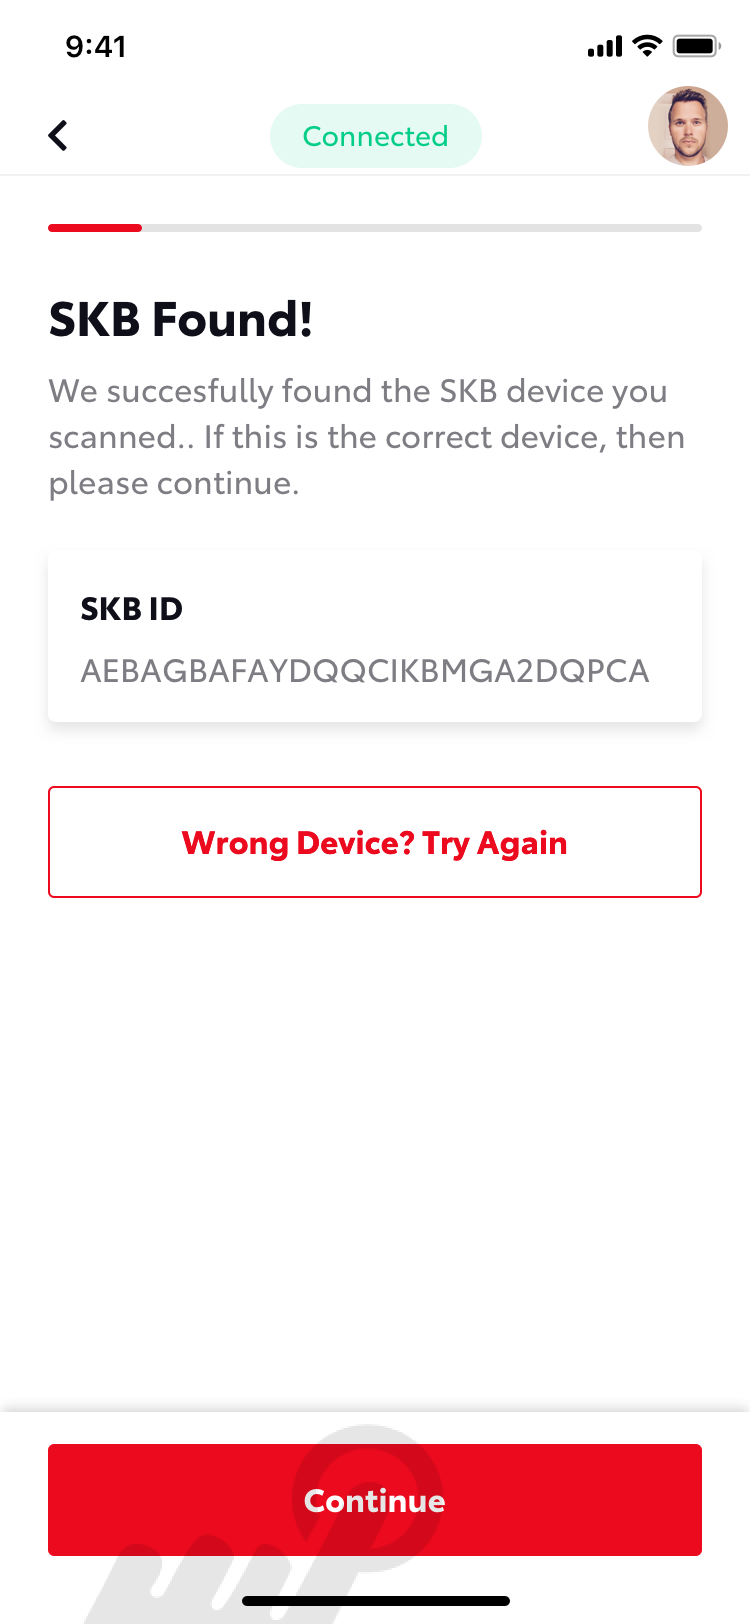 9:41
Connected
SKB Found!
We succesfully found the SKB device you
scanned.. If this is the correct device, then
please continue.
SKB ID
AEBAGBAFAYDQQCIKBMGA2DQPCA
Wrong Device? Try Again
Continue